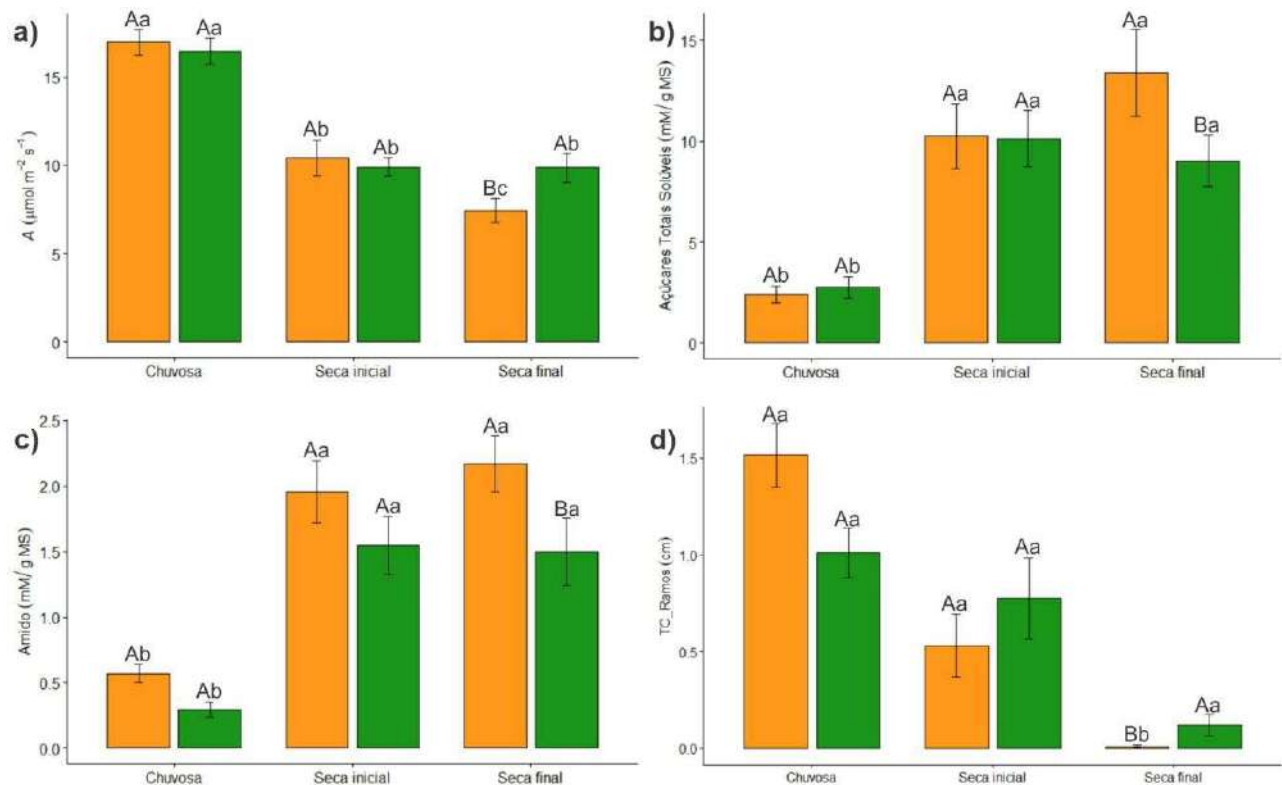 a)
A (µmol m⁻² s⁻¹)
15
10
5
0
Aa
Aa
Ab
Ab
Bc
Ab
Chuvosa
Seca inicial
Seca final
b)
Açúcares Totais Solúveis (mM/ g MS)
15
10
5
0
Ab
Ab
Aa
Aa
Aa
Ba
Chuvosa
Seca inicial
Seca final
c)
Amido (mM/ g MS)
2.5
2.0
1.5
1.0
0.5
0.0
Ab
Ab
Aa
Aa
Aa
Ba
Chuvosa
Seca inicial
Seca final
d)
TC_Ramos (cm)
1.5
1.0
0.5
0.0
Aa
Aa
Aa
Aa
Bb
Aa
Chuvosa
Seca inicial
Seca final